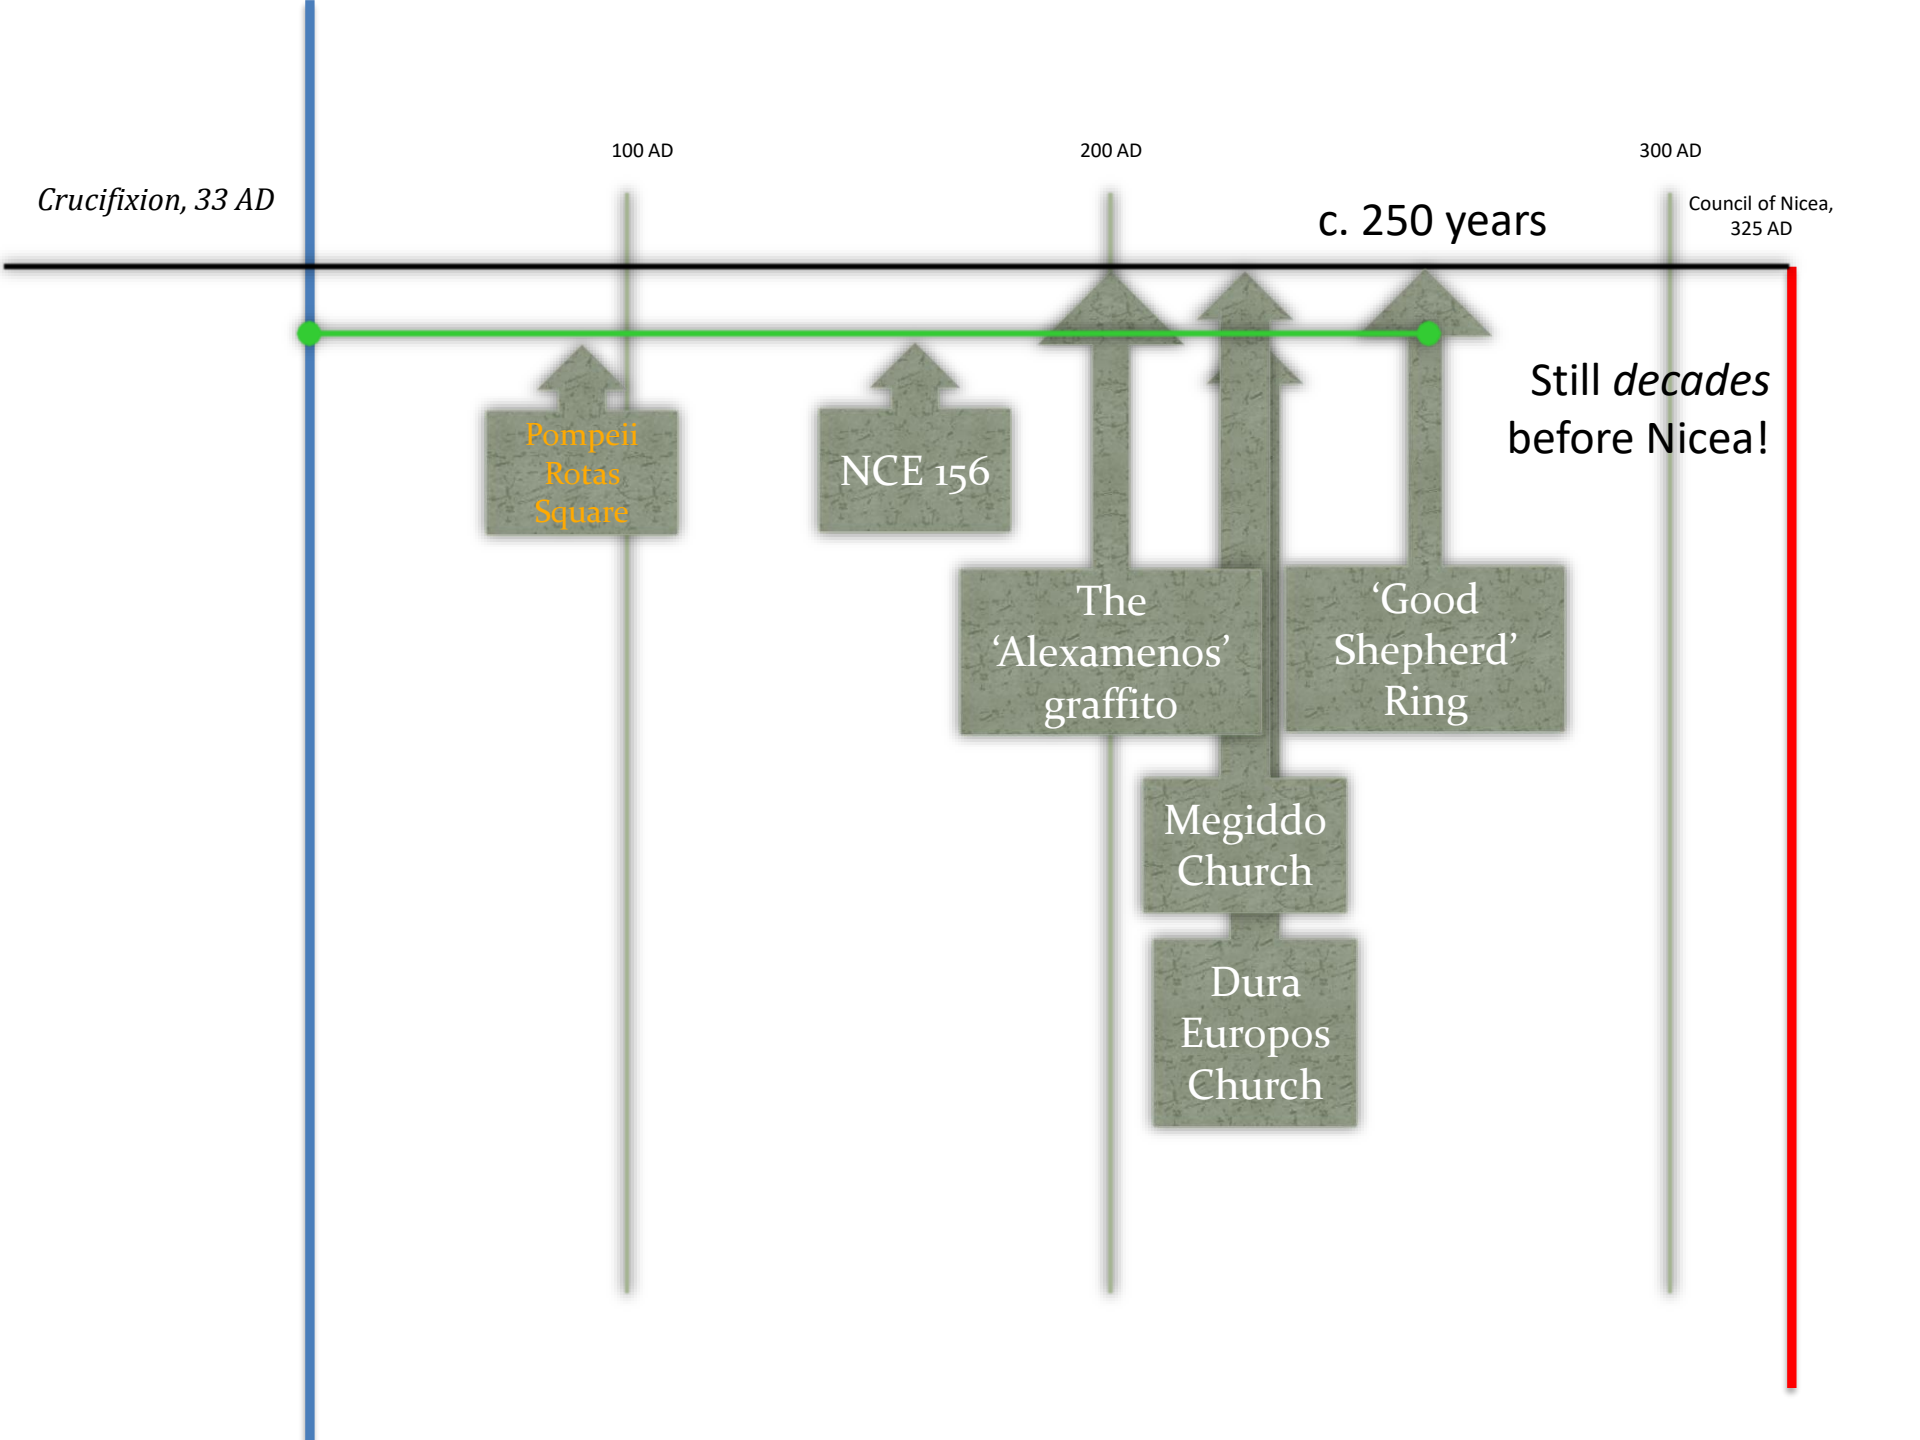 100 AD
200 AD
300 AD
Crucifixion, 33 AD
c. 250 years
Council of Nicea,
325 AD
Still decades
before Nicea!
Pompeii
Rotas
Square
NCE 156
The
‘Alexamenos’
graffito
‘Good
Shepherd’
Ring
Megiddo
Church
Dura
Europos
Church